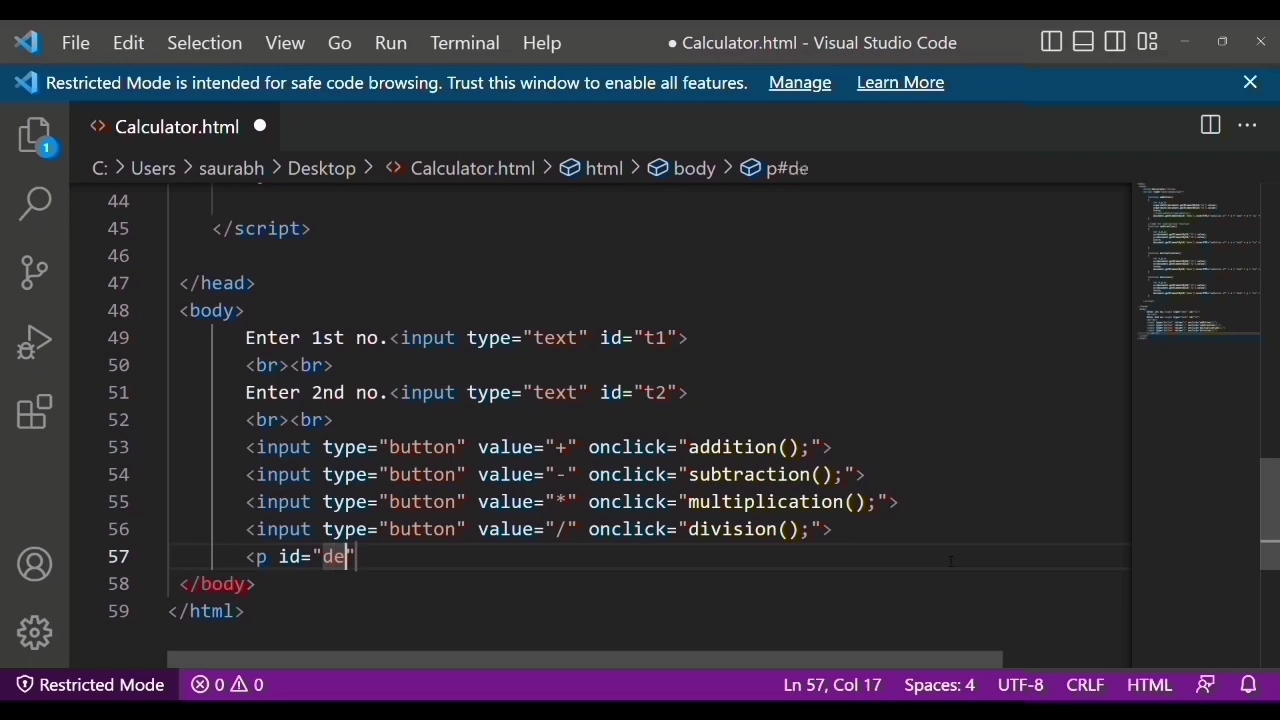 File Edit Selection View Go Run Terminal Help ● Calculator.html - Visual Studio Code
Restricted Mode is intended for safe code browsing. Trust this window to enable all features. Manage Learn More
1
<> Calculator.html ●
C: > Users > saurabh > Desktop > <> Calculator.html > html > body > p#de
44
45 </script>
46
47 </head>
48 <body>
49 Enter 1st no.<input type="text" id="t1">
50 <br><br>
51 Enter 2nd no.<input type="text" id="t2">
52 <br><br>
53 <input type="button" value="+" onclick="addition();">
54 <input type="button" value="-" onclick="subtraction();">
55 <input type="button" value="*" onclick="multiplication();">
56 <input type="button" value="/" onclick="division();">
57 <p id="de"
58 </body>
59 </html>
Restricted Mode 0 0 Ln 57, Col 17 Spaces: 4 UTF-8 CRLF HTML